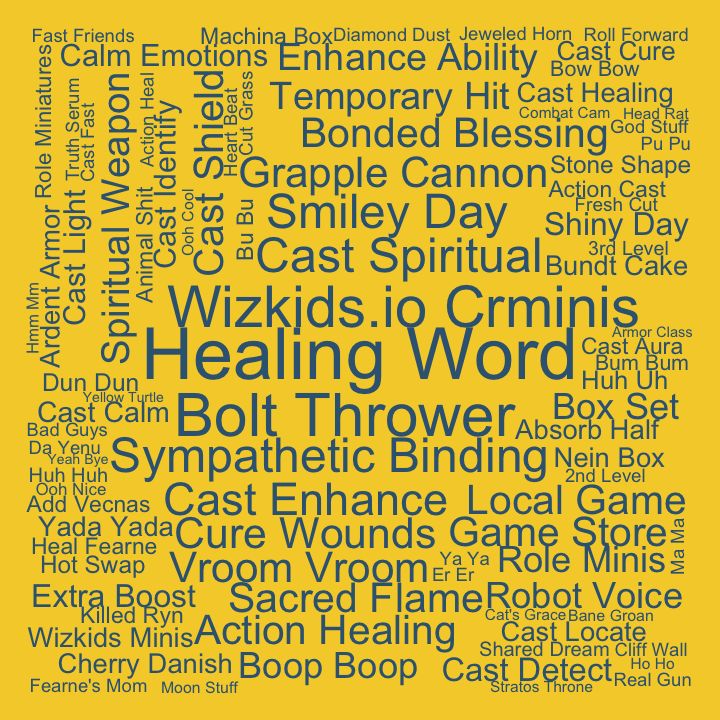 Fast Friends
Machina Box
Diamond Dust
Jeweled Horn
Roll Forward
Calm Emotions
Enhance Ability
Cast Cure
Bow Bow
Role Miniatures
Truth Serum
Cast Fast
Spiritual Weapon
Action Heal
Cast Identify
Cast Shield
Heart Beat
Cut Grass
Temporary Hit
Cast Healing
Combat Cam
Head Rat
Bonded Blessing
God Stuff
Pu Pu
Grapple Cannon
Stone Shape
Action Cast
Fresh Cut
Animal Shit
Ooh Cool
Bu Bu
Smiley Day
Shiny Day
Ardent Armor
Cast Light
Hmm Mm
Cast Spiritual
3rd Level
Bundt Cake
Wizkids.io Crminis
Healing Word
Armor Class
Cast Aura
Bum Bum
Huh Uh
Dun Dun
Yellow Turtle
Cast Calm
Bolt Thrower
Box Set
Bad Guys
Absorb Half
Da Yenu
Yeah Bye
Sympathetic Binding
Nein Box
Huh Huh
2nd Level
Ooh Nice
Add Vecnas
Cast Enhance
Local Game
Yada Yada
Cure Wounds
Game Store
Ma Ma
Heal Fearne
Hot Swap
Vroom Vroom
Ya Ya
Er Er
Role Minis
Extra Boost
Sacred Flame
Robot Voice
Killed Ryn
Cat's Grace
Bane Groan
Wizkids Minis
Action Healing
Cast Locate
Shared Dream
Cliff Wall
Cherry Danish
Boop Boop
Cast Detect
Ho Ho
Real Gun
Fearne's Mom
Moon Stuff
Stratos Throne